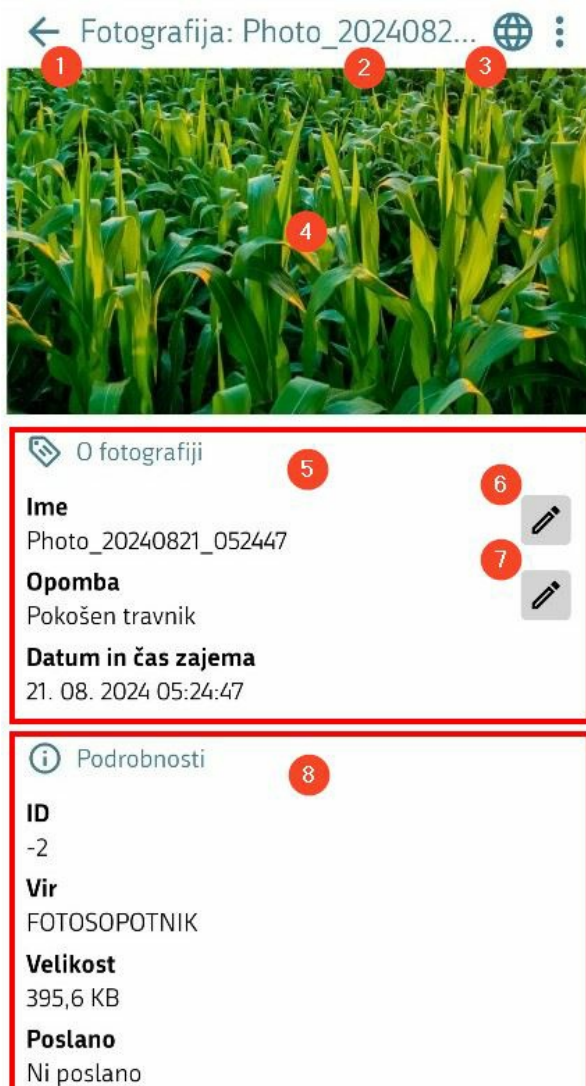 Fotografija: Photo_2024082...
1
2
3
4
O fotografiji
5
6
Ime
Photo_20240821_052447
7
Opomba
Pokošen travnik
Datum in čas zajema
21. 08. 2024 05:24:47
Podrobnosti
8
ID
-2
Vir
FOTOSOPOTNIK
Velikost
395,6 KB
Poslano
Ni poslano